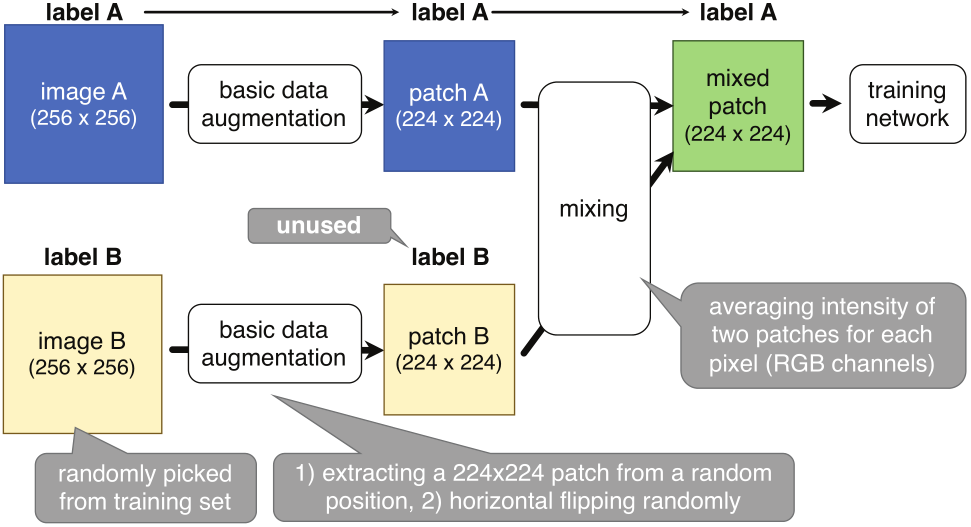 label A
label A
label A
image A
(256 x 256)
basic data
augmentation
patch A
(224 x 224)
mixed
patch
(224 x 224)
training
network
mixing
unused
label B
label B
image B
(256 x 256)
basic data
augmentation
patch B
(224 x 224)
averaging intensity of
two patches for each
pixel (RGB channels)
randomly picked
from training set
1) extracting a 224x224 patch from a random
position, 2) horizontal flipping randomly